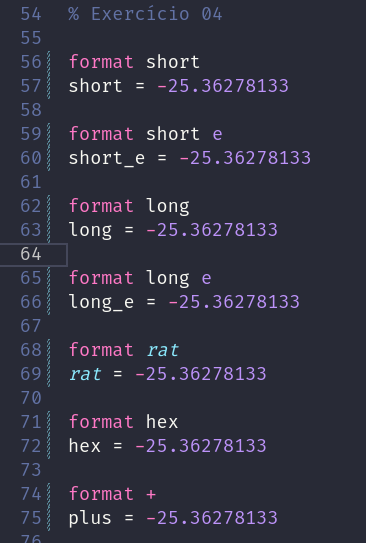 54 % Exercício 04
55
56 format short
57 short = -25.36278133
58
59 format short e
60 short_e = -25.36278133
61
62 format long
63 long = -25.36278133
64
65 format long e
66 long_e = -25.36278133
67
68 format rat
69 rat = -25.36278133
70
71 format hex
72 hex = -25.36278133
73
74 format +
75 plus = -25.36278133
76